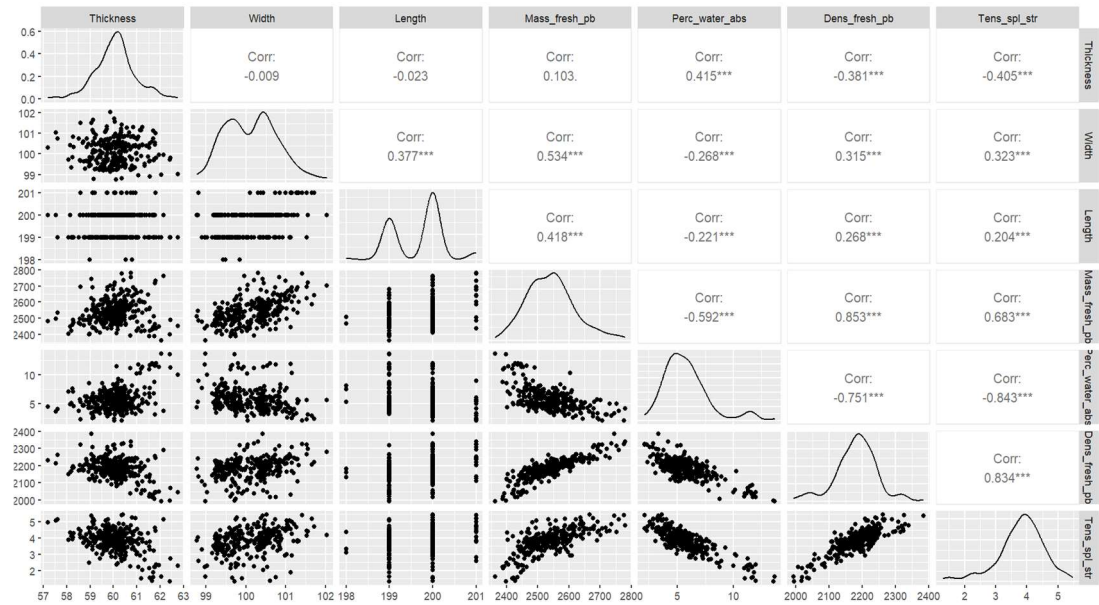 Thickness Width Length Mass_fresh_pb Perc_water_abs Dens_fresh_pb Tens_spl_str
0.6
0.4
0.2
0.0
Corr:
-0.009
Corr:
-0.023
Corr:
0.103.
Corr:
0.415***
Corr:
-0.381***
Corr:
-0.405***
Thickness
102
101
100
99
Corr:
0.377***
Corr:
0.534***
Corr:
-0.268***
Corr:
0.315***
Corr:
0.323***
Width
201
200
199
198
Corr:
0.418***
Corr:
-0.221***
Corr:
0.268***
Corr:
0.204***
Length
2800
2700
2600
2500
2400
Corr:
-0.592***
Corr:
0.853***
Corr:
0.683***
Mass_fresh_pb
10
5
Corr:
-0.751***
Corr:
-0.843***
Perc_water_abs
2400
2300
2200
2100
2000
Corr:
0.834***
Dens_fresh_pb
5
4
3
2
Tens_spl_str
57 58 59 60 61 62 63 99 100 101 102 198 199 200 201 2400 2500 2600 2700 2800 5 10 2000 2100 2200 2300 2400 2 3 4 5